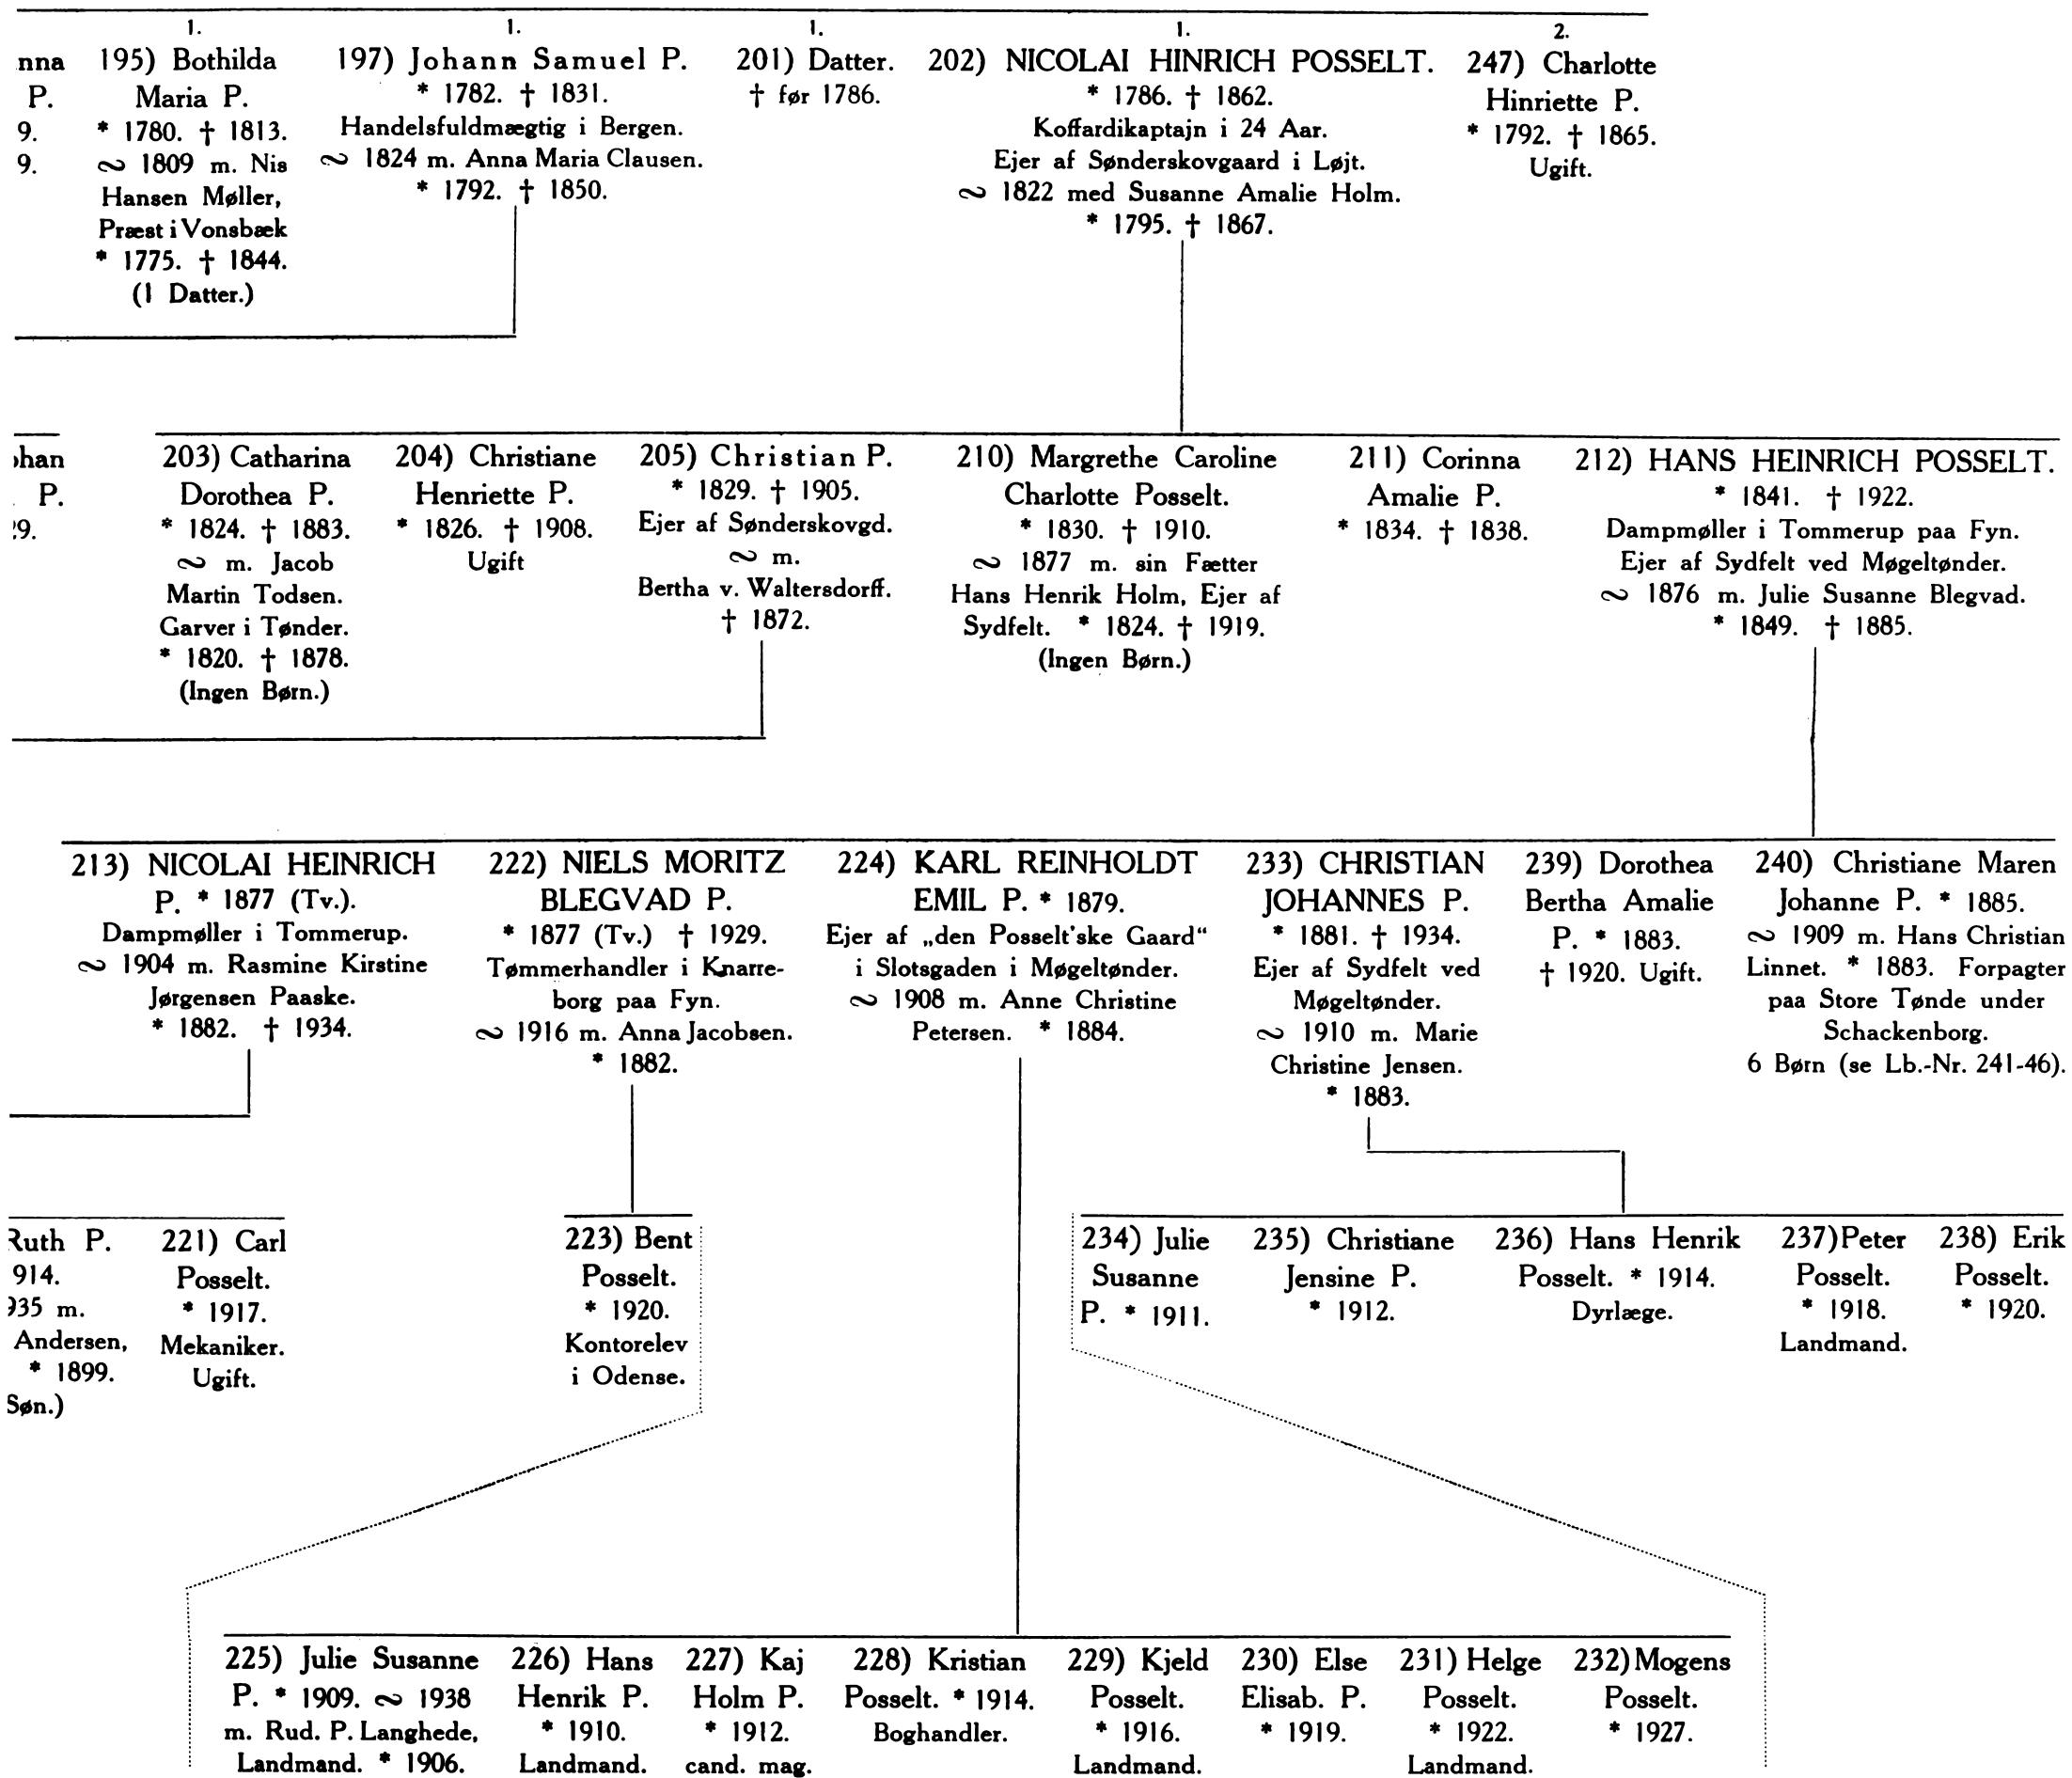 1.
195) Bothilda
Maria P.
* 1780. † 1813.
∾ 1809 m. Nis
Hansen Møller,
Præst i Vonsbæk
* 1775. † 1844.
(1 Datter.)
1.
197) Johann Samuel P.
* 1782. † 1831.
Handelsfuldmægtig i Bergen.
∾ 1824 m. Anna Maria Clausen.
* 1792. † 1850.
1.
201) Datter.
† før 1786.
1.
202) NICOLAI HINRICH POSSELT.
* 1786. † 1862.
Koffardikaptajn i 24 Aar.
Ejer af Sønderskovgaard i Løjt.
∾ 1822 med Susanne Amalie Holm.
* 1795. † 1867.
2.
247) Charlotte
Hinriette P.
* 1792. † 1865.
Ugift.
nna
P.
9.
9.
han
P.
29.
203) Catharina
Dorothea P.
* 1824. † 1883.
∾ m. Jacob
Martin Todsen.
Garver i Tønder.
* 1820. † 1878.
(Ingen Børn.)
204) Christiane
Henriette P.
* 1826. † 1908.
Ugift
205) Christian P.
* 1829. † 1905.
Ejer af Sønderskovgd.
∾ m.
Bertha v. Waltersdorff.
† 1872.
210) Margrethe Caroline
Charlotte Posselt.
* 1830. † 1910.
∾ 1877 m. sin Fætter
Hans Henrik Holm, Ejer af
Sydfelt. * 1824. † 1919.
(Ingen Børn.)
211) Corinna
Amalie P.
* 1834. † 1838.
212) HANS HEINRICH POSSELT.
* 1841. † 1922.
Dampmøller i Tommerup paa Fyn.
Ejer af Sydfelt ved Møgeltønder.
∾ 1876 m. Julie Susanne Blegvad.
* 1849. † 1885.
213) NICOLAI HEINRICH
P. * 1877 (Tv.).
Dampmøller i Tommerup.
∾ 1904 m. Rasmine Kirstine
Jørgensen Paaske.
* 1882. † 1934.
222) NIELS MORITZ
BLEGVAD P.
* 1877 (Tv.) † 1929.
Tømmerhandler i Knarre-
borg paa Fyn.
∾ 1916 m. Anna Jacobsen.
* 1882.
224) KARL REINHOLDT
EMIL P. * 1879.
Ejer af „den Posselt'ske Gaard“
i Slotsgaden i Møgeltønder.
∾ 1908 m. Anne Christine
Petersen. * 1884.
233) CHRISTIAN
JOHANNES P.
* 1881. † 1934.
Ejer af Sydfelt ved
Møgeltønder.
∾ 1910 m. Marie
Christine Jensen.
* 1883.
239) Dorothea
Bertha Amalie
P. * 1883.
† 1920. Ugift.
240) Christiane Maren
Johanne P. * 1885.
∾ 1909 m. Hans Christian
Linnet. * 1883. Forpagter
paa Store Tønde under
Schackenborg.
6 Børn (se Lb.-Nr. 241-46).
Ruth P.
914.
935 m.
Andersen,
* 1899.
Søn.)
221) Carl
Posselt.
* 1917.
Mekaniker.
Ugift.
223) Bent
Posselt.
* 1920.
Kontorelev
i Odense.
234) Julie
Susanne
P. * 1911.
235) Christiane
Jensine P.
* 1912.
236) Hans Henrik
Posselt. * 1914.
Dyrlæge.
237) Peter
Posselt.
* 1918.
Landmand.
238) Erik
Posselt.
* 1920.
225) Julie Susanne
P. * 1909. ∾ 1938
m. Rud. P. Langhede,
Landmand. * 1906.
226) Hans
Henrik P.
* 1910.
Landmand.
227) Kaj
Holm P.
* 1912.
cand. mag.
228) Kristian
Posselt. * 1914.
Boghandler.
229) Kjeld
Posselt.
* 1916.
Landmand.
230) Else
Elisab. P.
* 1919.
231) Helge
Posselt.
* 1922.
Landmand.
232) Mogens
Posselt.
* 1927.